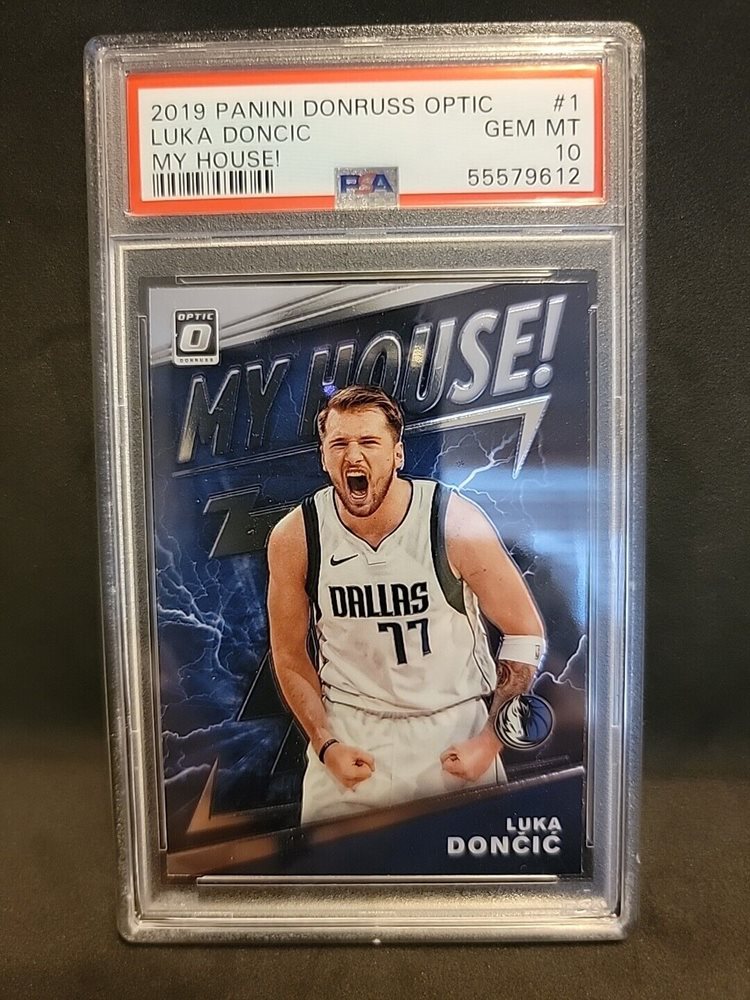 2019 PANINI DONRUSS OPTIC #1
LUKA DONCIC GEM MT
MY HOUSE! 10
PSA 55579612
OPTIC
O
DONRUSS
MY HOUSE!
DALLAS
77
LUKA
DONČIĆ